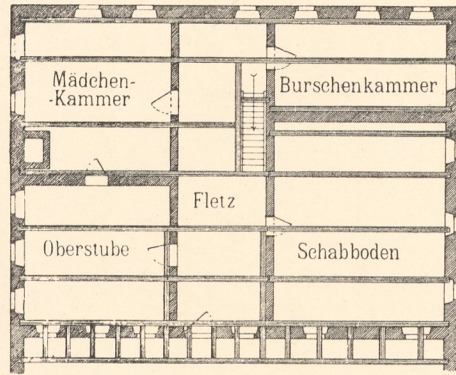 Mädchen-
-Kammer
Burschenkammer
Fletz
Oberstube
Schabboden